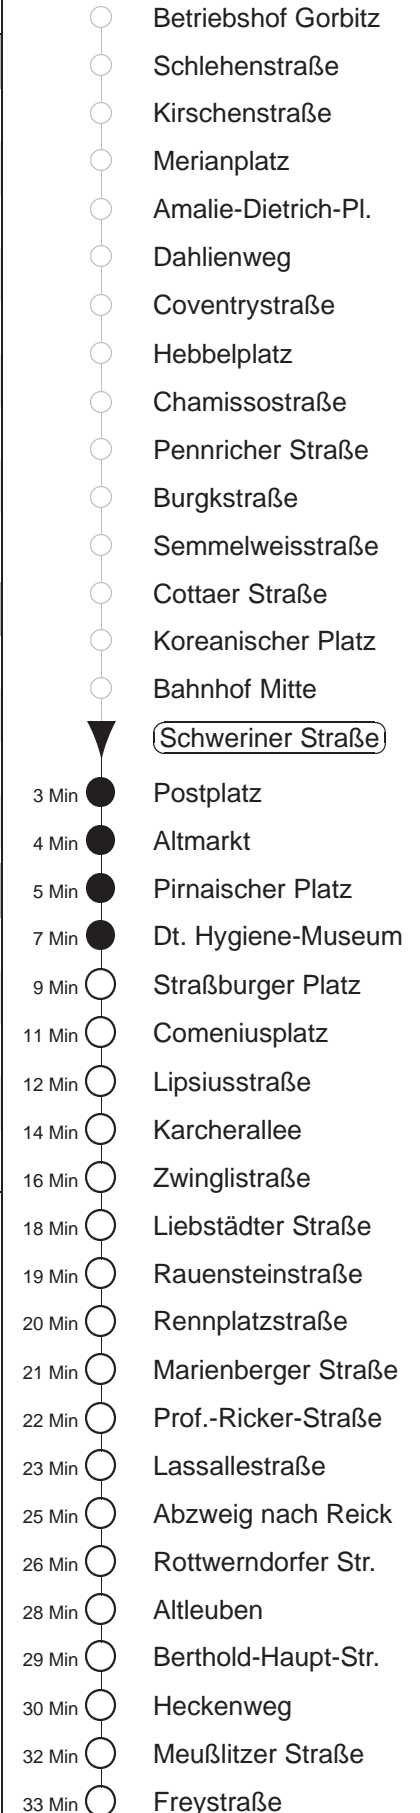 Betriebshof Gorbitz
Schlehenstraße
Kirschenstraße
Merianplatz
Amalie-Dietrich-Pl.
Dahlienweg
Coventrystraße
Hebbelplatz
Chamissostraße
Pennricher Straße
Burgkstraße
Semmelweisstraße
Cottaer Straße
Koreanischer Platz
Bahnhof Mitte
Schweriner Straße
3 Min Postplatz
4 Min Altmarkt
5 Min Pirnaischer Platz
7 Min Dt. Hygiene-Museum
9 Min Straßburger Platz
11 Min Comeniusplatz
12 Min Lipsiusstraße
14 Min Karcherallee
16 Min Zwinglistraße
18 Min Liebstädter Straße
19 Min Rauensteinstraße
20 Min Rennplatzstraße
21 Min Marienberger Straße
22 Min Prof.-Ricker-Straße
23 Min Lassallestraße
25 Min Abzweig nach Reick
26 Min Rottwerndorfer Str.
28 Min Altleuben
29 Min Berthold-Haupt-Str.
30 Min Heckenweg
32 Min Meußlitzer Straße
33 Min Freystraße